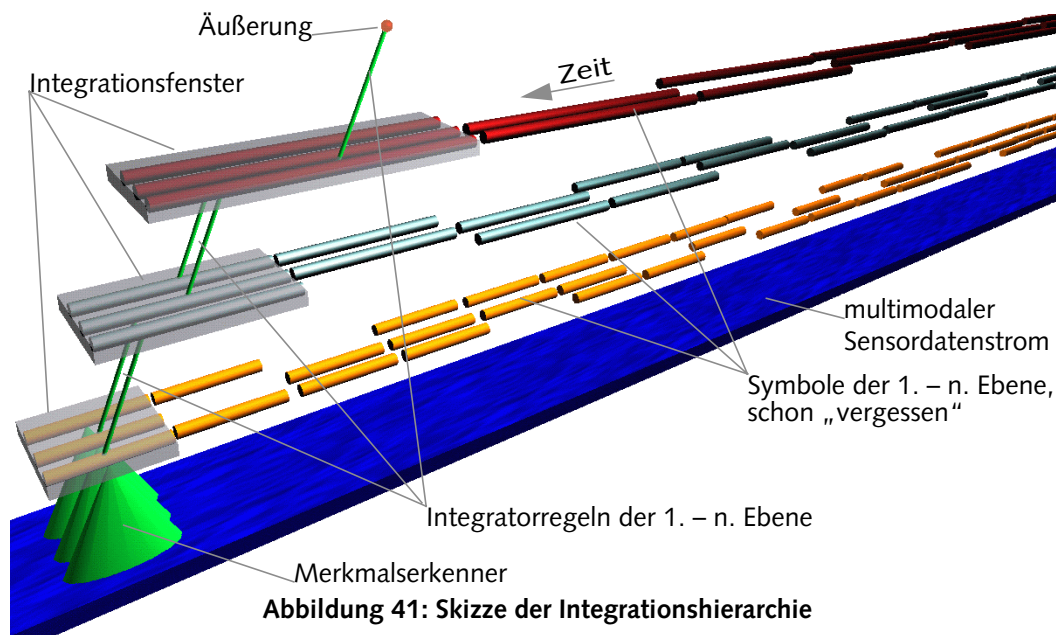 Äußerung
Integrationsfenster
Zeit
multimodaler
Sensordatenstrom
Symbole der 1. – n. Ebene,
schon „vergessen“
Integratorregeln der 1. – n. Ebene
Merkmalserkenner
Abbildung 41: Skizze der Integrationshierarchie